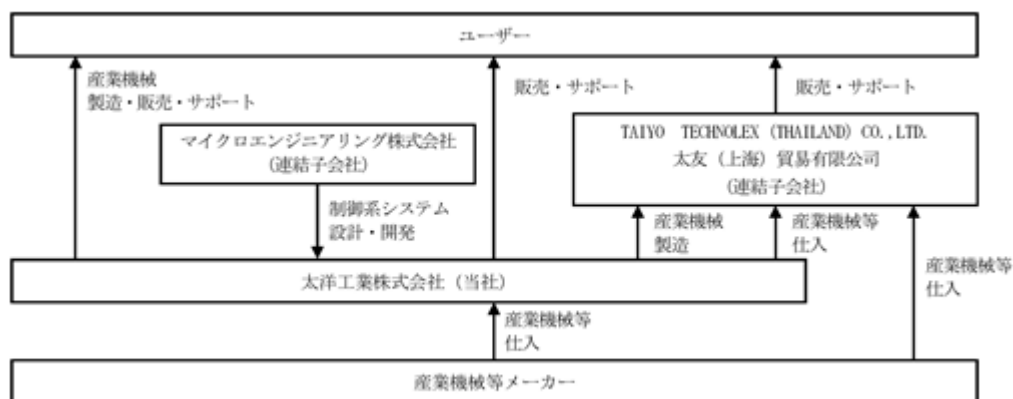 ユーザー
産業機械
製造・販売・サポート
販売・サポート
販売・サポート
マイクロエンジニアリング株式会社
(連結子会社)
TAIYO TECHNOLEX (THAILAND) CO.,LTD.
太友（上海）貿易有限公司
(連結子会社)
制御系システム
設計・開発
産業機械
製造
産業機械等
仕入
産業機械等
仕入
太洋工業株式会社（当社）
産業機械等
仕入
産業機械等メーカー